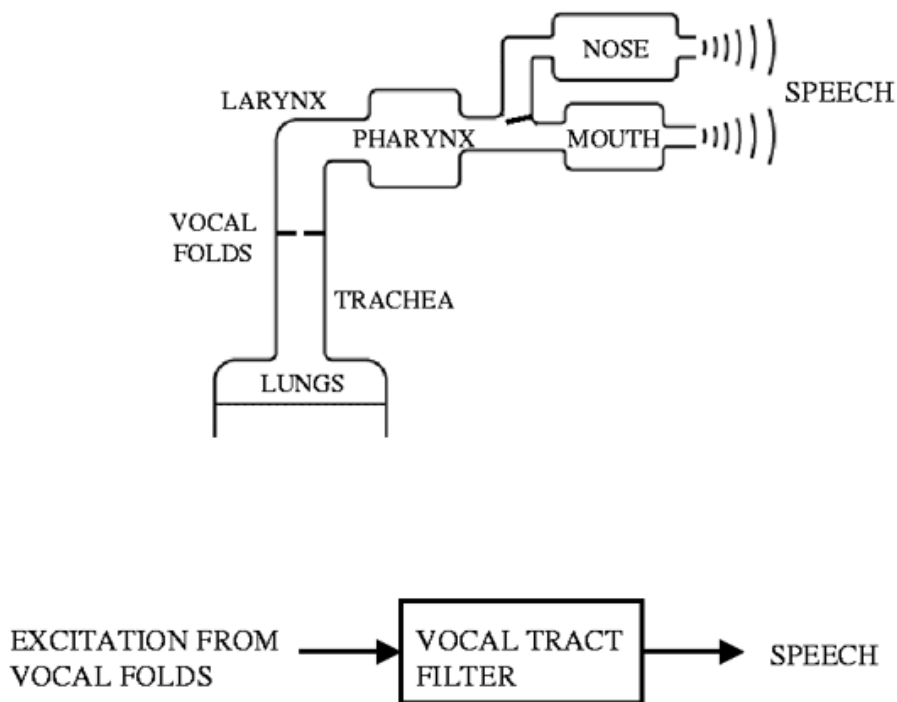 NOSE
SPEECH
LARYNX
PHARYNX
MOUTH
VOCAL
FOLDS
TRACHEA
LUNGS
EXCITATION FROM
VOCAL FOLDS
VOCAL TRACT
FILTER
SPEECH